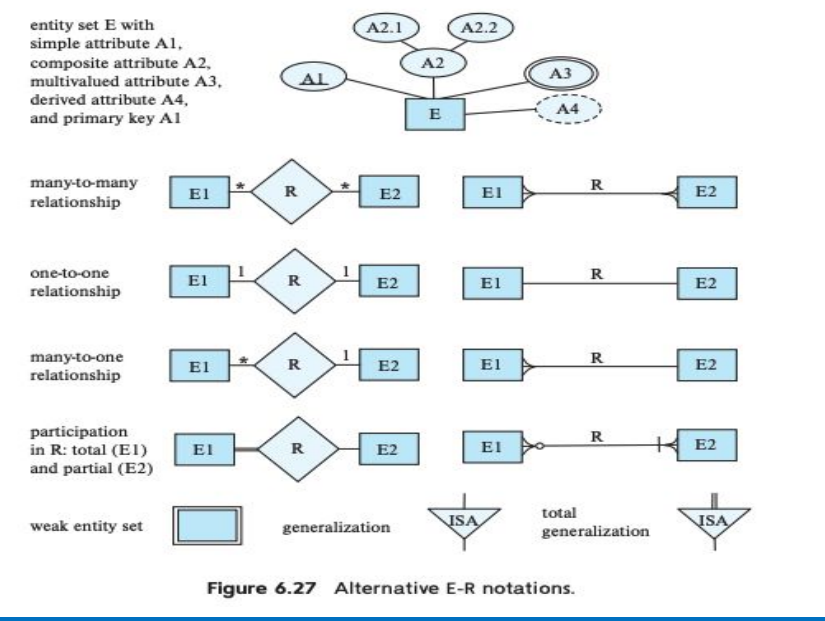 entity set E with
simple attribute A1,
composite attribute A2,
multivalued attribute A3,
derived attribute A4,
and primary key A1
A2.1 A2.2
A2
A1 A3
E A4
many-to-many
relationship
E1 * R * E2 E1 R E2
one-to-one
relationship
E1 1 R 1 E2 E1 R E2
many-to-one
relationship
E1 * R 1 E2 E1 R E2
participation
in R: total (E1)
and partial (E2)
E1 R E2 E1 R E2
weak entity set
generalization
ISA
total
generalization
ISA
Figure 6.27 Alternative E-R notations.